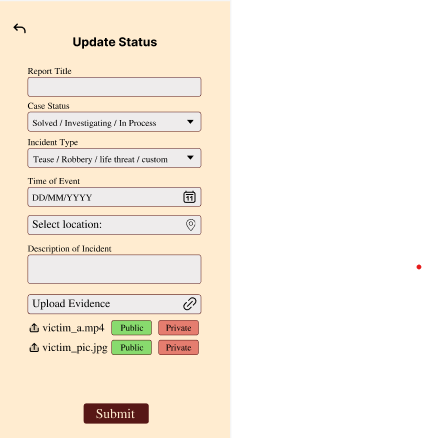 Update Status
Report Title
Case Status
Solved / Investigating / In Process
Incident Type
Tease / Robbery / life threat / custom
Time of Event
DD/MM/YYYY
Select location:
Description of Incident
Upload Evidence
victim_a.mp4 Public Private
victim_pic.jpg Public Private
Submit